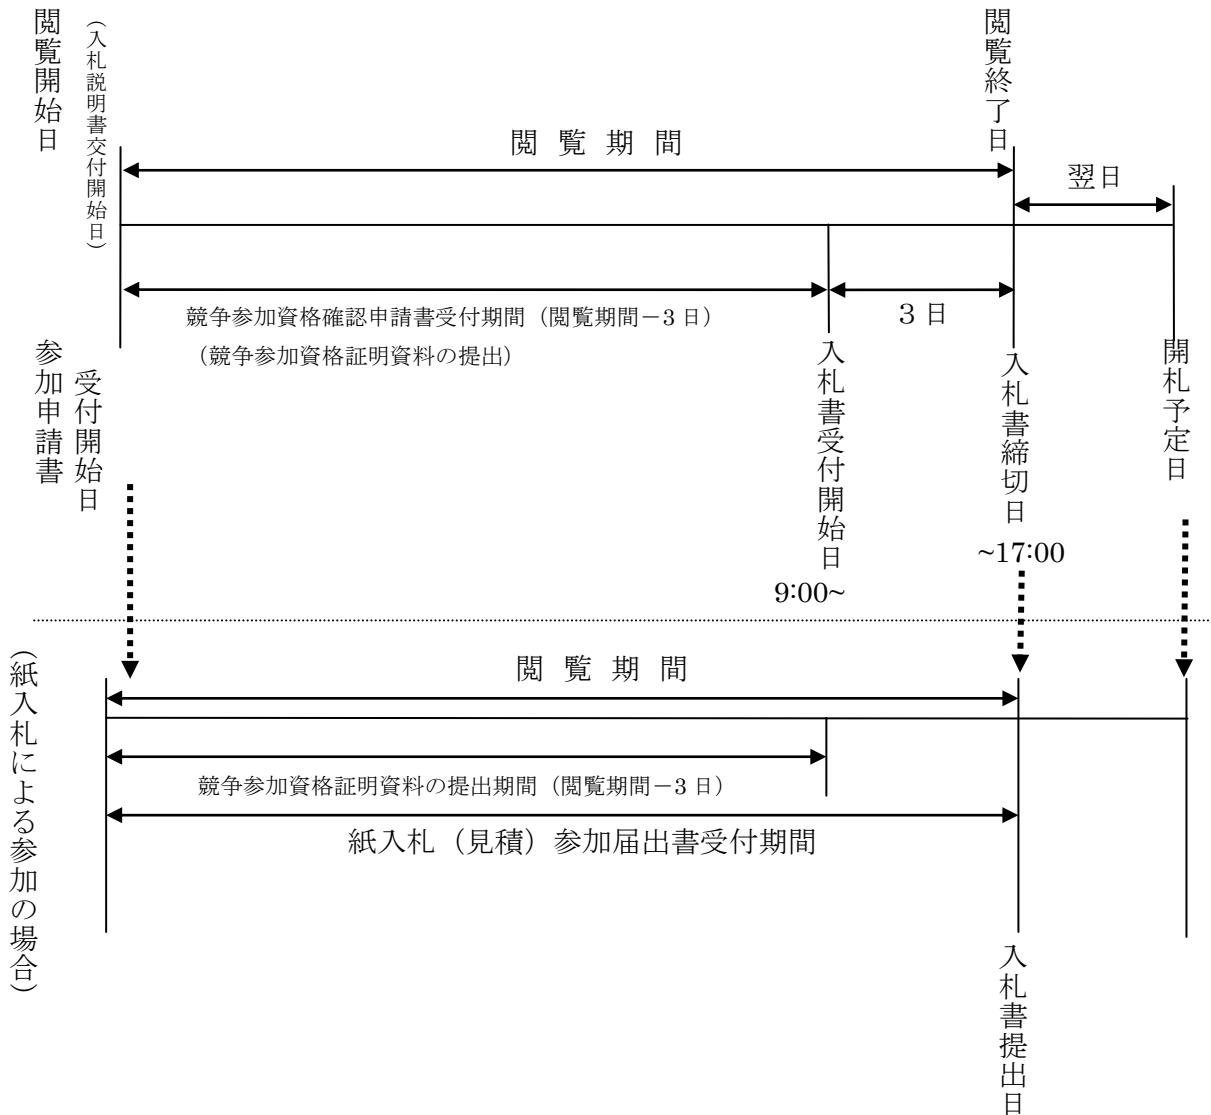 閲覧開始日
（入札説明書交付開始日）
閲覧終了日
閲 覧 期 間
翌日
競争参加資格確認申請書受付期間（閲覧期間－3 日）
（競争参加資格証明資料の提出）
3 日
参加申請書
受付開始日
入札書受付開始日
9:00~
入札書締切日
~17:00
開札予定日
（紙入札による参加の場合）
閲 覧 期 間
競争参加資格証明資料の提出期間（閲覧期間－3 日）
紙入札（見積）参加届出書受付期間
入札書提出日